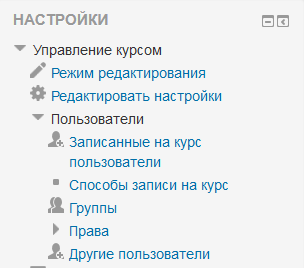 НАСТРОЙКИ
Управление курсом
Режим редактирования
Редактировать настройки
Пользователи
Записанные на курс
пользователи
Способы записи на курс
Группы
Права
Другие пользователи